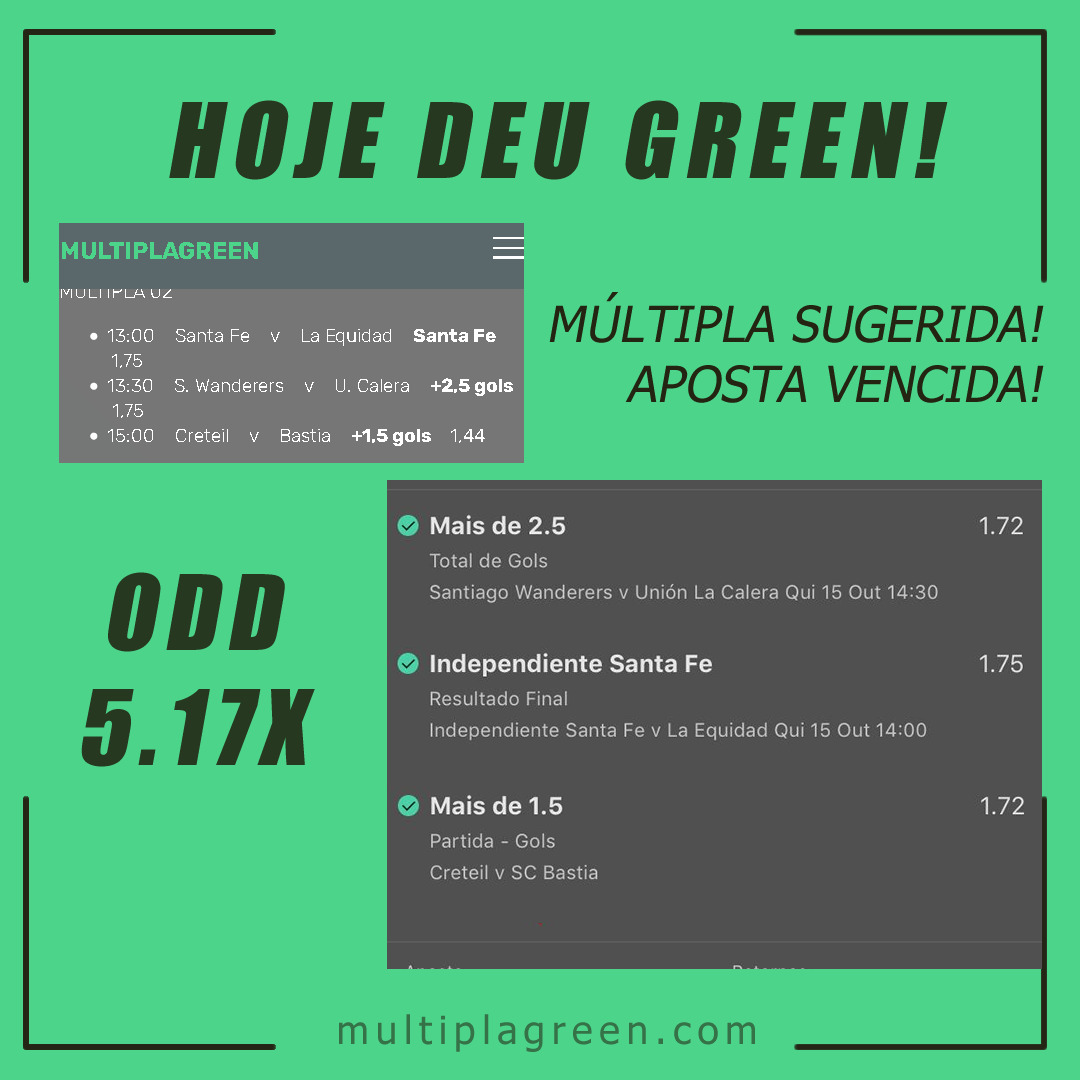 HOJE DEU GREEN!
MULTIPLAGREEN
MÚLTIPLA 02
13:00 Santa Fe v La Equidad Santa Fe
1,75
13:30 S. Wanderers v U. Calera +2,5 gols
1,75
15:00 Creteil v Bastia +1,5 gols 1,44
MÚLTIPLA SUGERIDA!
APOSTA VENCIDA!
ODD
5.17X
Mais de 2.5 1.72
Total de Gols
Santiago Wanderers v Unión La Calera Qui 15 Out 14:30
Independiente Santa Fe 1.75
Resultado Final
Independiente Santa Fe v La Equidad Qui 15 Out 14:00
Mais de 1.5 1.72
Partida - Gols
Creteil v SC Bastia
multiplagreen.com